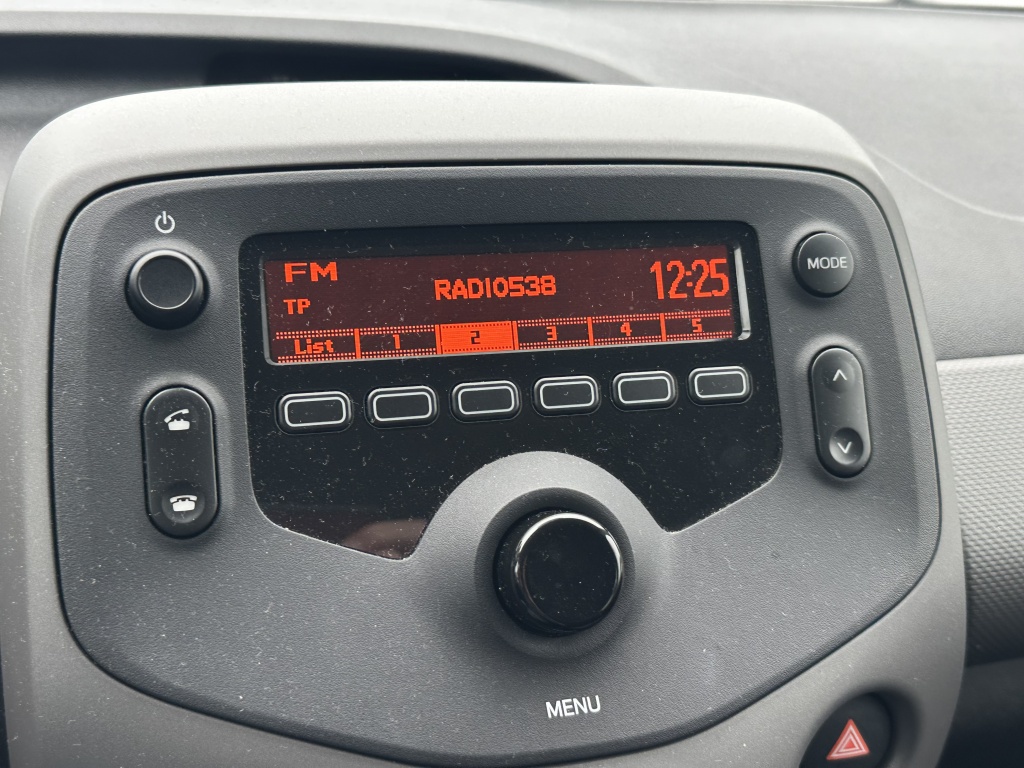 FM
RADIO538
12:25
TP
List 1 2 3 4 5
MODE
MENU